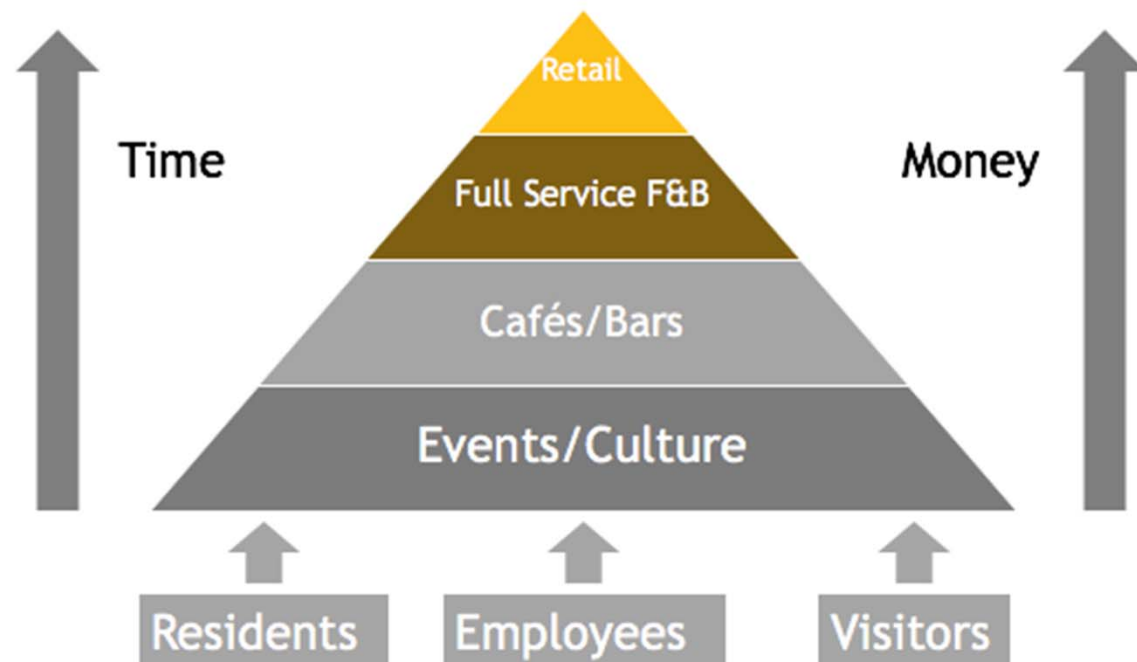 Retail
Time
Money
Full Service F&B
Cafés/Bars
Events/Culture
Residents
Employees
Visitors